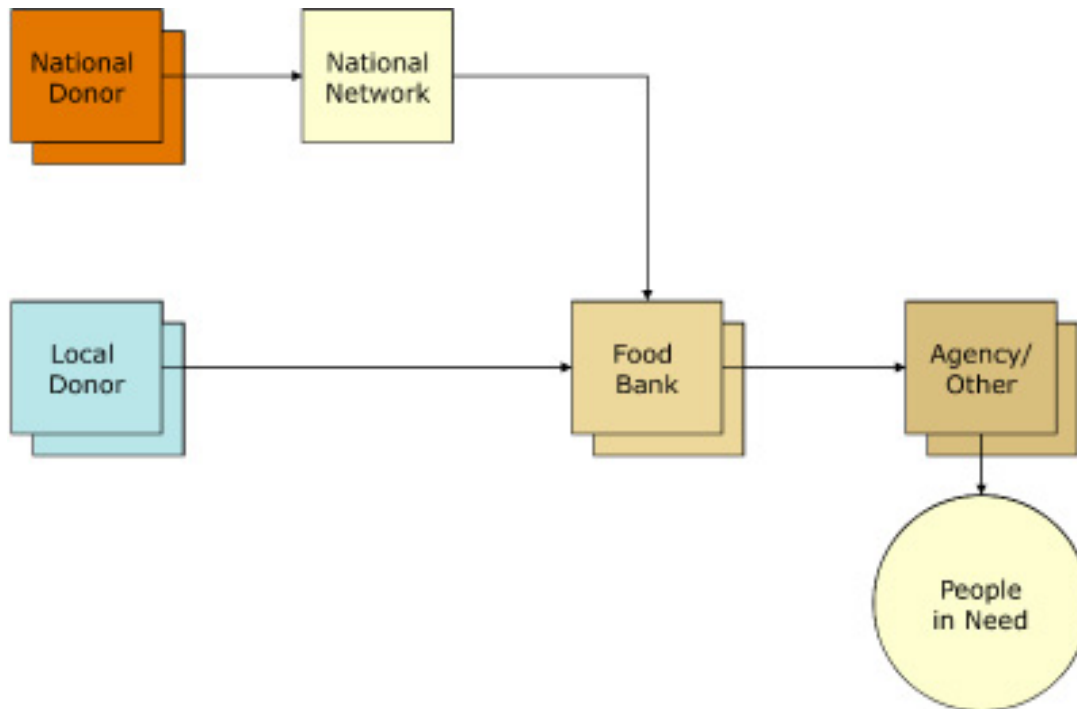 National
Donor
National
Network
Local
Donor
Food
Bank
Agency/
Other
People
in Need